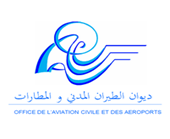 ديوان الطيران المدني و المطارات
OFFICE DE L'AVIATION CIVILE ET DES AEROPORTS